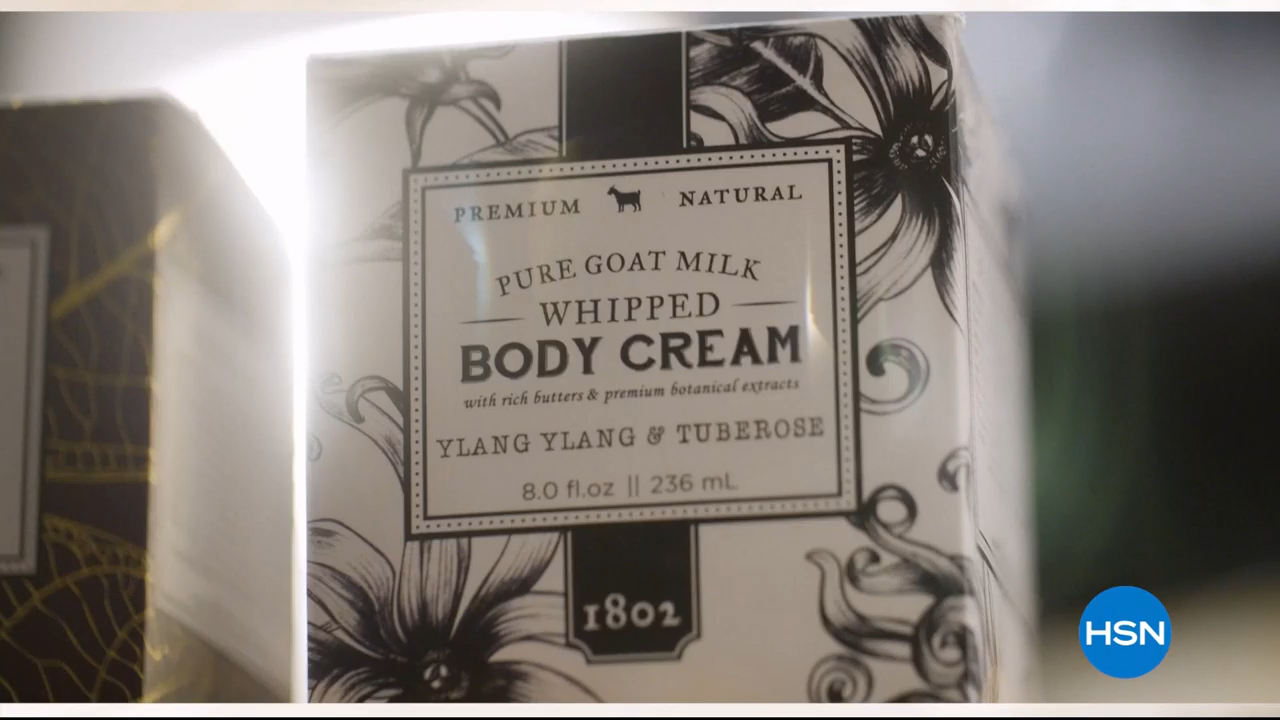 PREMIUM NATURAL
PURE GOAT MILK
WHIPPED
BODY CREAM
with rich butters & premium botanical extracts
YLANG YLANG & TUBEROSE
8.0 fl.oz || 236 mL
1802
HSN